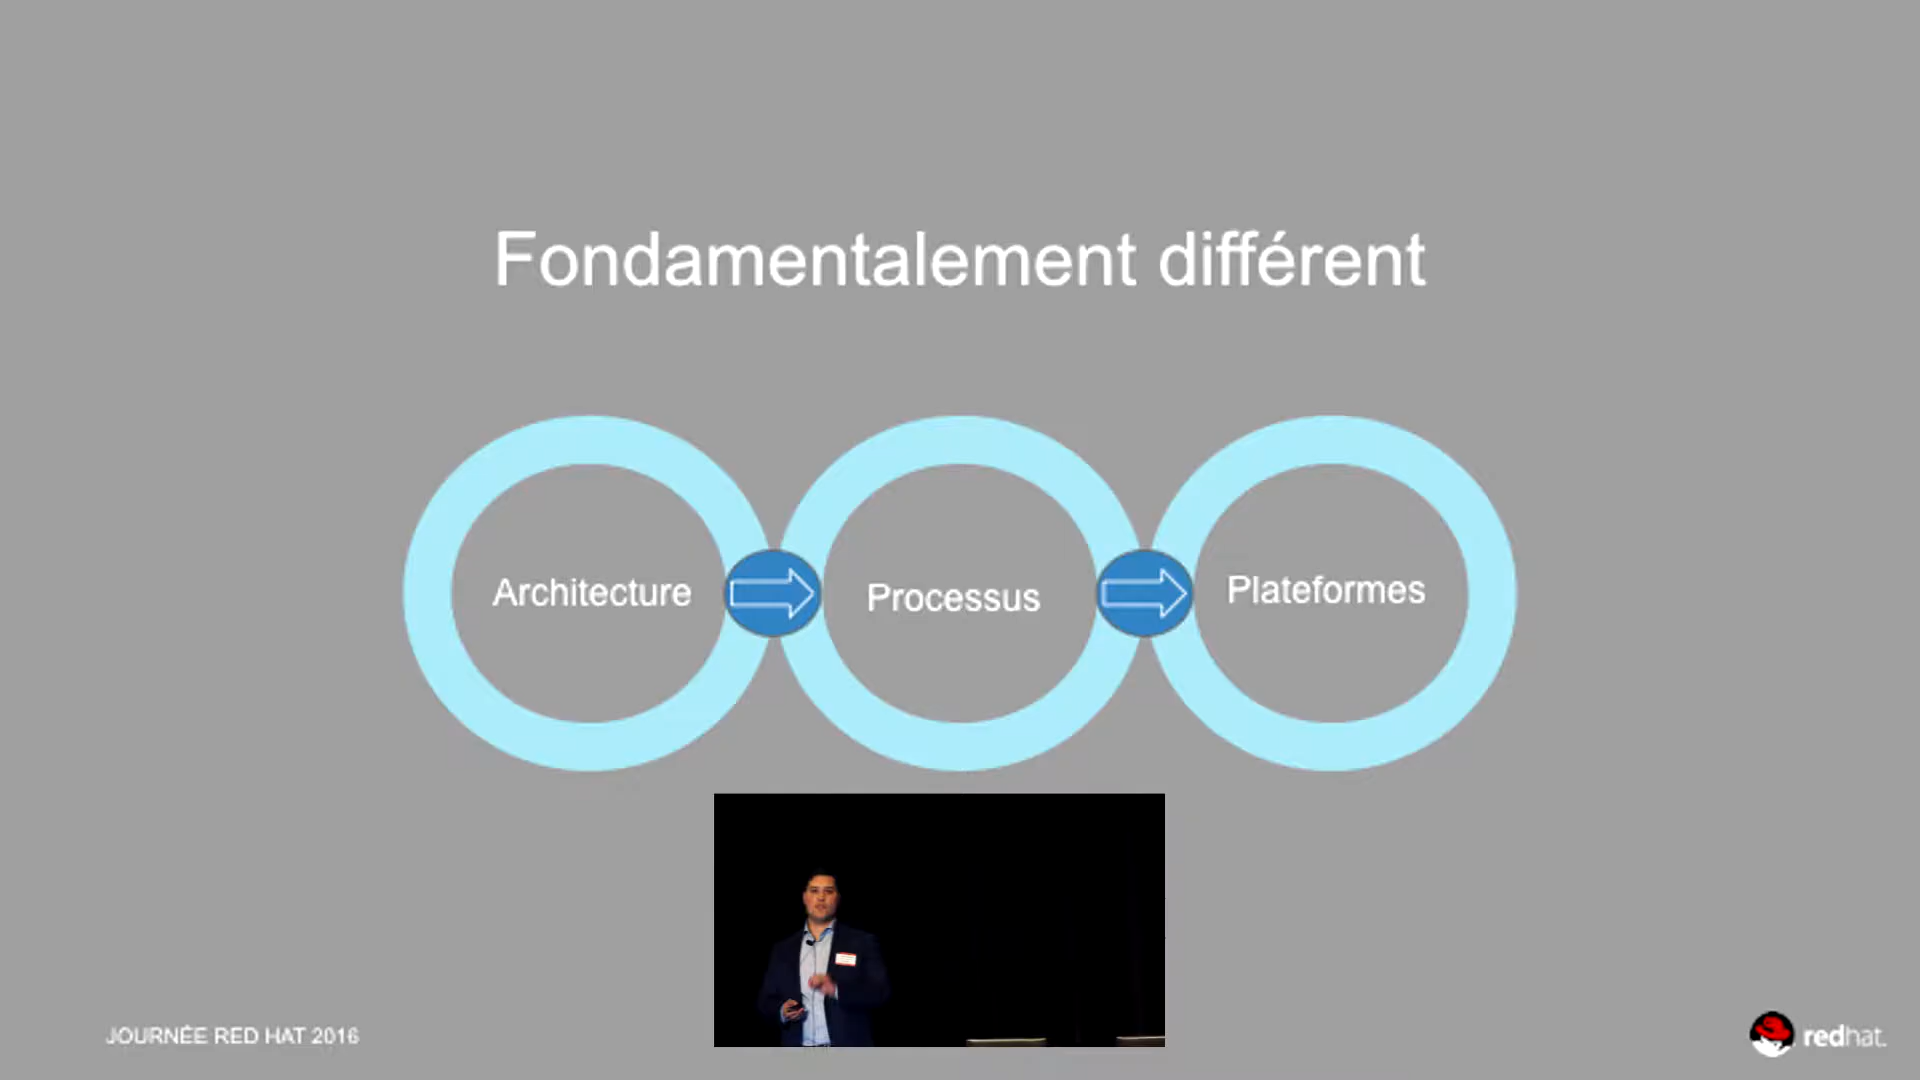 Fondamentalement différent
Architecture
Processus
Plateformes
JOURNÉE RED HAT 2016
redhat.